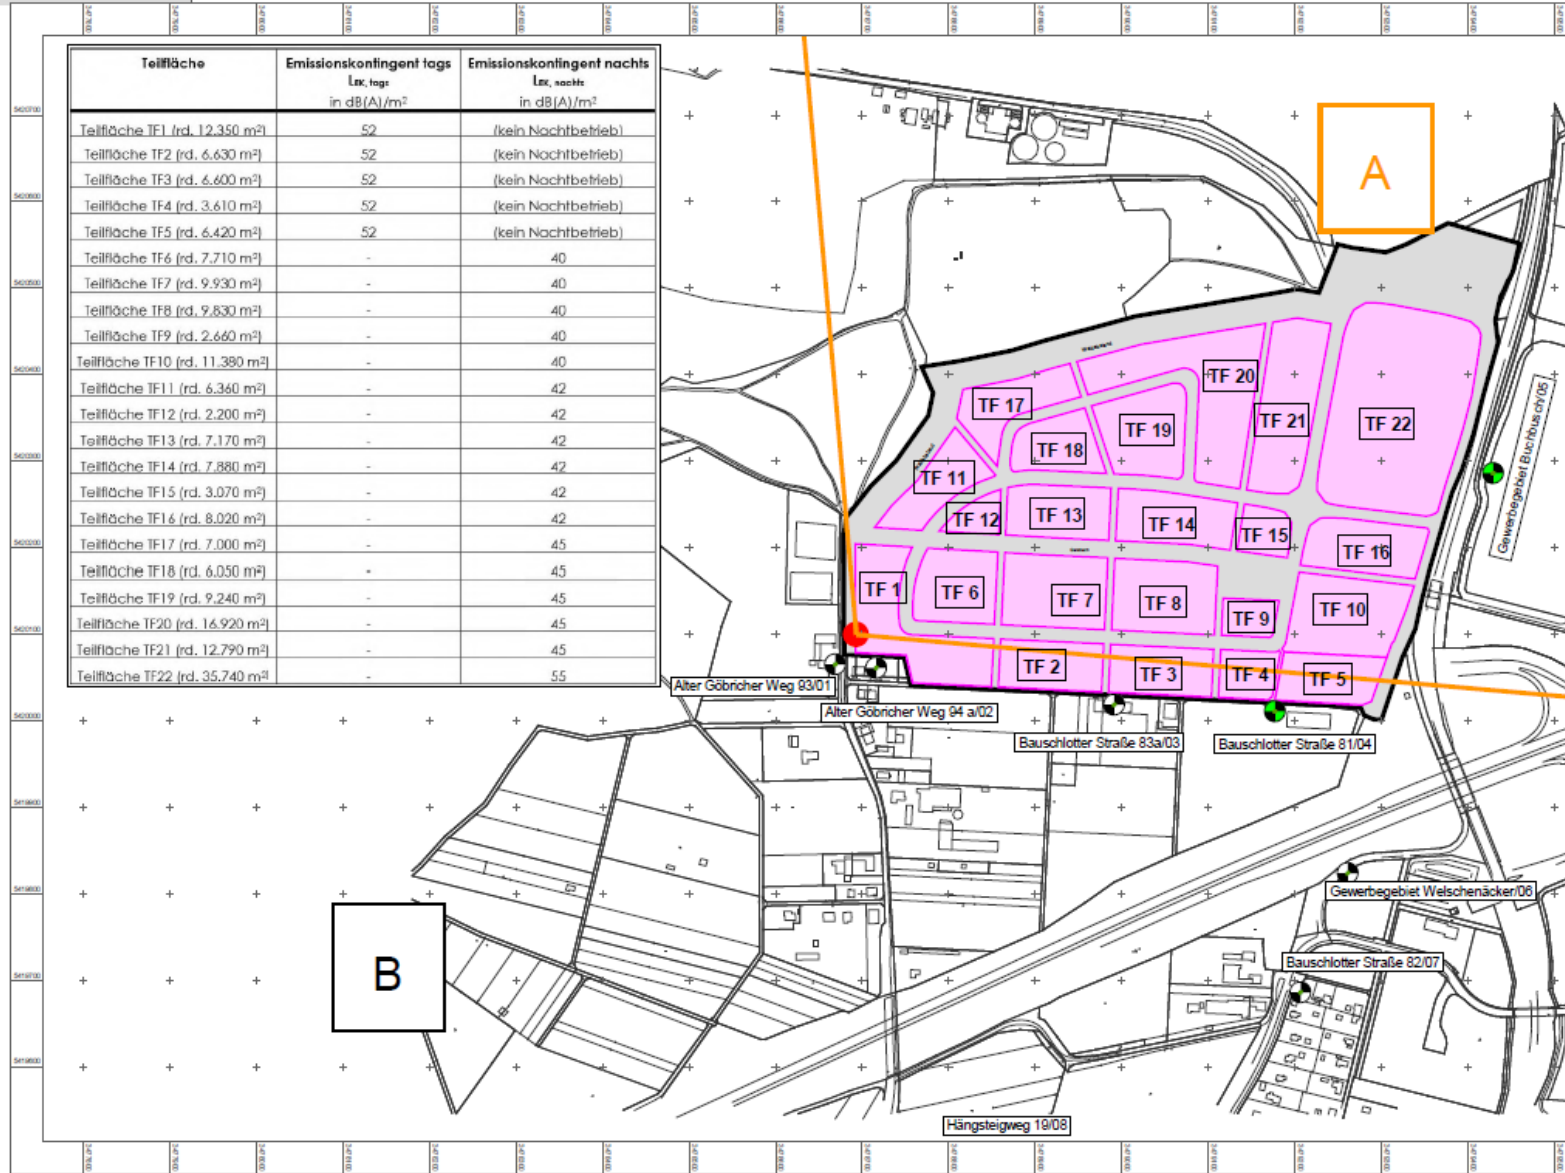 Teilfläche Emissionskontingent tags Emissionskontingent nachts
LEK, tags LEK, nachts
in dB(A)/m² in dB(A)/m²
Teilfläche TF1 (rd. 12.350 m²) 52 (kein Nachtbetrieb)
Teilfläche TF2 (rd. 6.630 m²) 52 (kein Nachtbetrieb)
Teilfläche TF3 (rd. 6.600 m²) 52 (kein Nachtbetrieb)
Teilfläche TF4 (rd. 3.610 m²) 52 (kein Nachtbetrieb)
Teilfläche TF5 (rd. 6.420 m²) 52 (kein Nachtbetrieb)
Teilfläche TF6 (rd. 7.710 m²) - 40
Teilfläche TF7 (rd. 9.930 m²) - 40
Teilfläche TF8 (rd. 9.830 m²) - 40
Teilfläche TF9 (rd. 2.660 m²) - 40
Teilfläche TF10 (rd. 11.380 m²) - 40
Teilfläche TF11 (rd. 6.360 m²) - 42
Teilfläche TF12 (rd. 2.200 m²) - 42
Teilfläche TF13 (rd. 7.170 m²) - 42
Teilfläche TF14 (rd. 7.880 m²) - 42
Teilfläche TF15 (rd. 3.070 m²) - 42
Teilfläche TF16 (rd. 8.020 m²) - 42
Teilfläche TF17 (rd. 7.000 m²) - 45
Teilfläche TF18 (rd. 6.050 m²) - 45
Teilfläche TF19 (rd. 9.240 m²) - 45
Teilfläche TF20 (rd. 16.920 m²) - 45
Teilfläche TF21 (rd. 12.790 m²) - 45
Teilfläche TF22 (rd. 35.740 m²) - 55
A
TF 20
TF 17
TF 21
TF 22
TF 19
TF 18
TF 11
TF 12
TF 13
TF 14
TF 15
TF 16
TF 1
TF 6
TF 7
TF 8
TF 9
TF 10
TF 2
TF 3
TF 4
TF 5
Gewerbegebiet Buchbusch/05
Alter Göbricher Weg 93/01
Alter Göbricher Weg 94 a/02
Bauschlotter Straße 83a/03
Bauschlotter Straße 81/04
Gewerbegebiet Welschenäcker/06
Bauschlotter Straße 82/07
B
Hängsteigweg 19/08
5420700
5420600
5420500
5420400
5420300
5420200
5420100
5420000
5419900
5419800
5419700
5419600